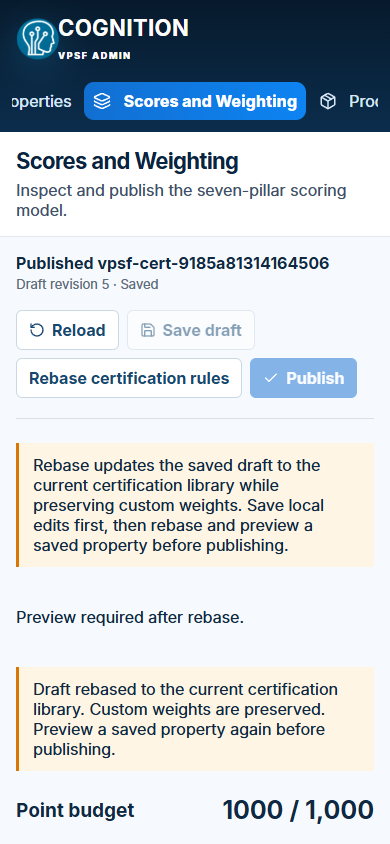 COGNITION
VPSF ADMIN
operties
Scores and Weighting
Proc
Scores and Weighting
Inspect and publish the seven-pillar scoring
model.
Published vpsf-cert-9185a81314164506
Draft revision 5 · Saved
Reload
Save draft
Rebase certification rules
Publish
Rebase updates the saved draft to the
current certification library while
preserving custom weights. Save local
edits first, then rebase and preview a
saved property before publishing.
Preview required after rebase.
Draft rebased to the current certification
library. Custom weights are preserved.
Preview a saved property again before
publishing.
Point budget
1000 / 1,000